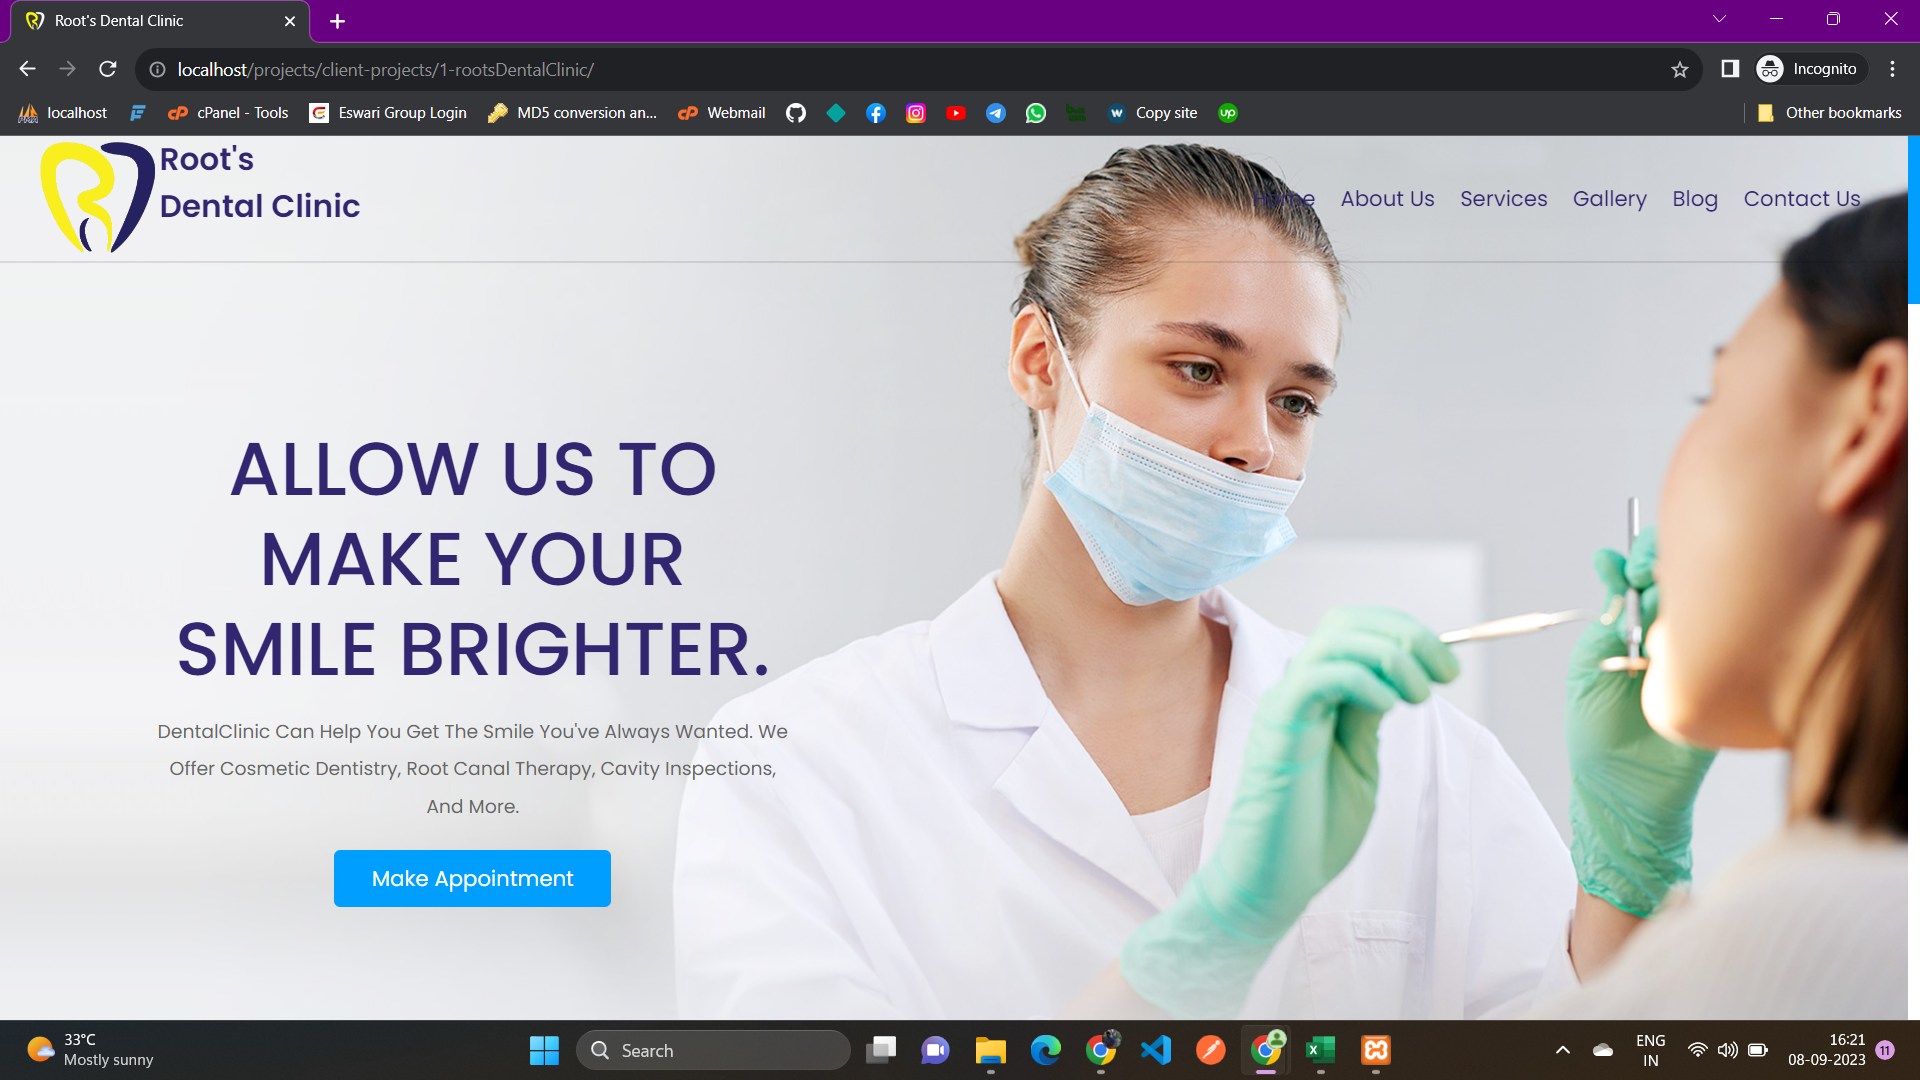 Root's Dental Clinic
localhost/projects/client-projects/1-rootsDentalClinic/
Incognito
localhost
cPanel - Tools
Eswari Group Login
MD5 conversion an...
Webmail
Copy site
Other bookmarks
Root's
Dental Clinic
Home About Us Services Gallery Blog Contact Us
ALLOW US TO
MAKE YOUR
SMILE BRIGHTER.
DentalClinic Can Help You Get The Smile You've Always Wanted. We
Offer Cosmetic Dentistry, Root Canal Therapy, Cavity Inspections,
And More.
Make Appointment
33°C
Mostly sunny
Search
ENG
IN
16:21
08-09-2023
11